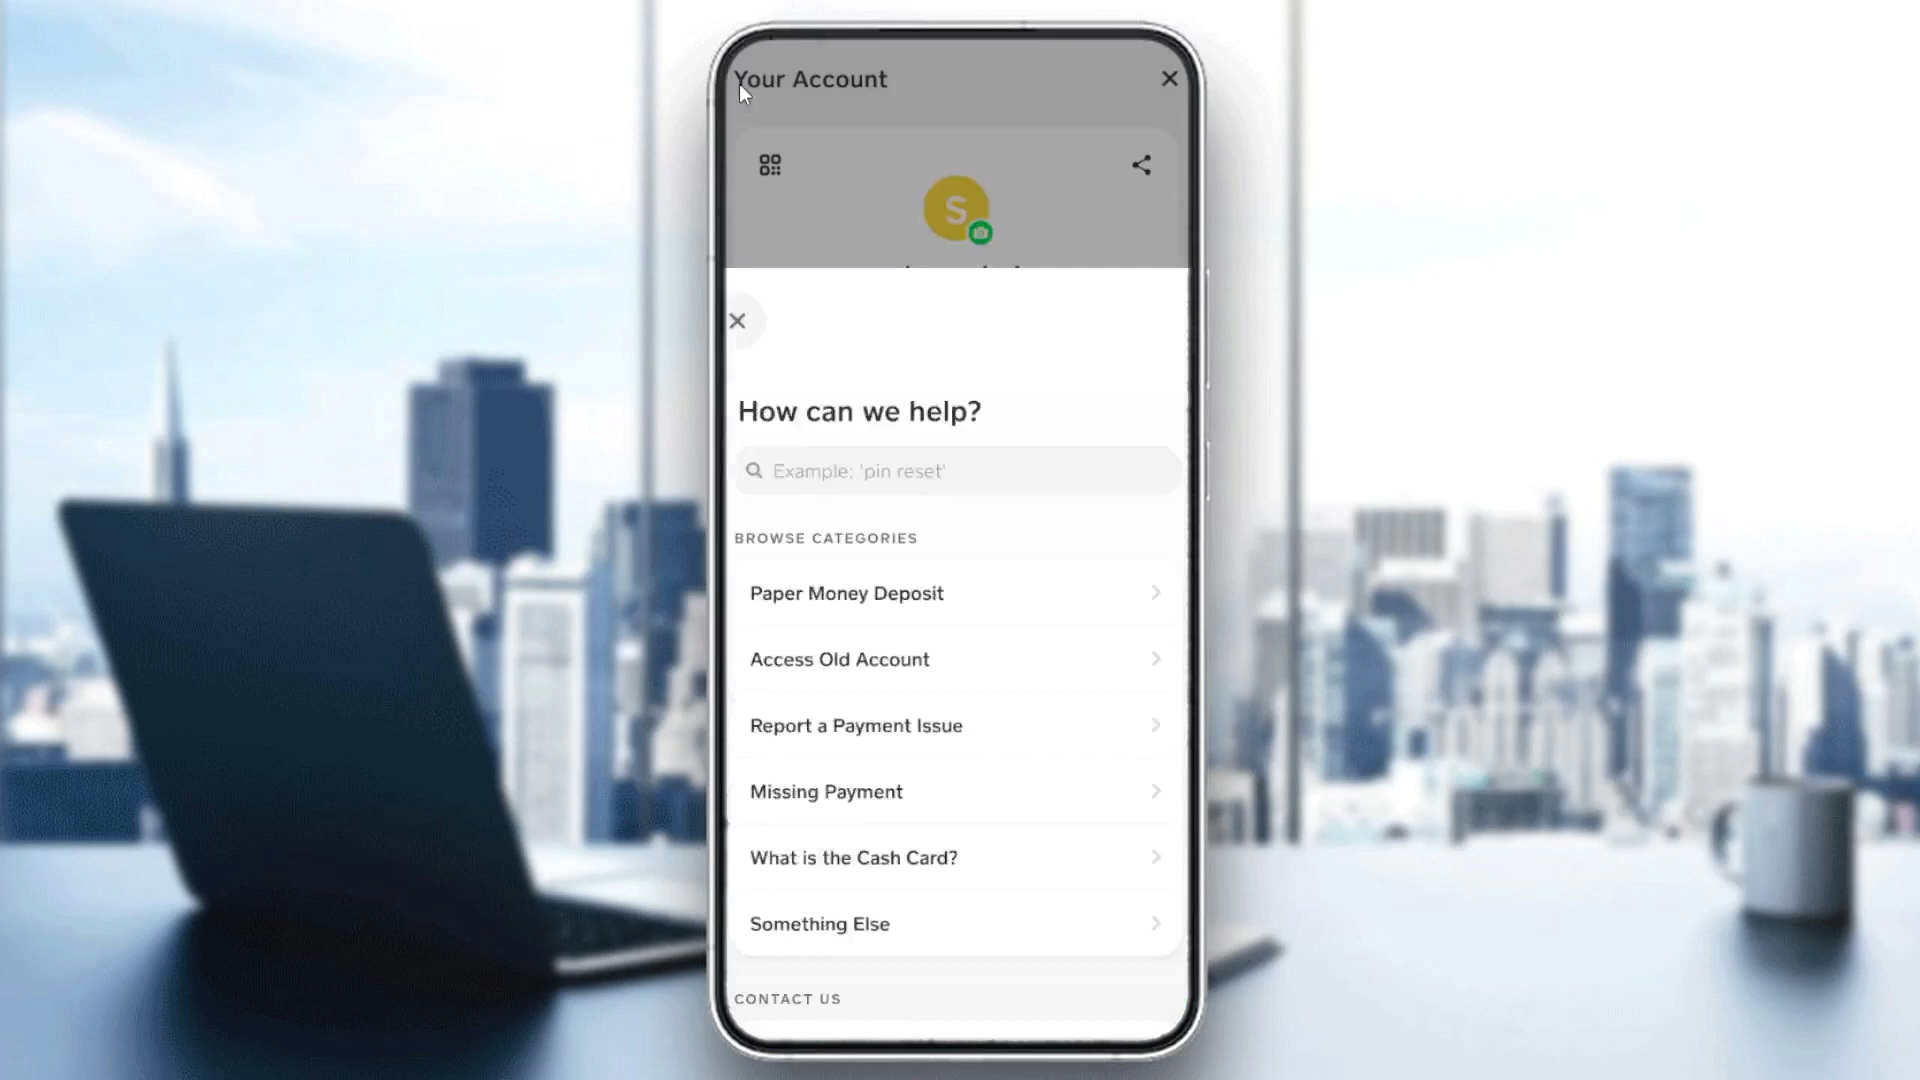 Your Account
S
How can we help?
Example: 'pin reset'
BROWSE CATEGORIES
Paper Money Deposit
Access Old Account
Report a Payment Issue
Missing Payment
What is the Cash Card?
Something Else
CONTACT US